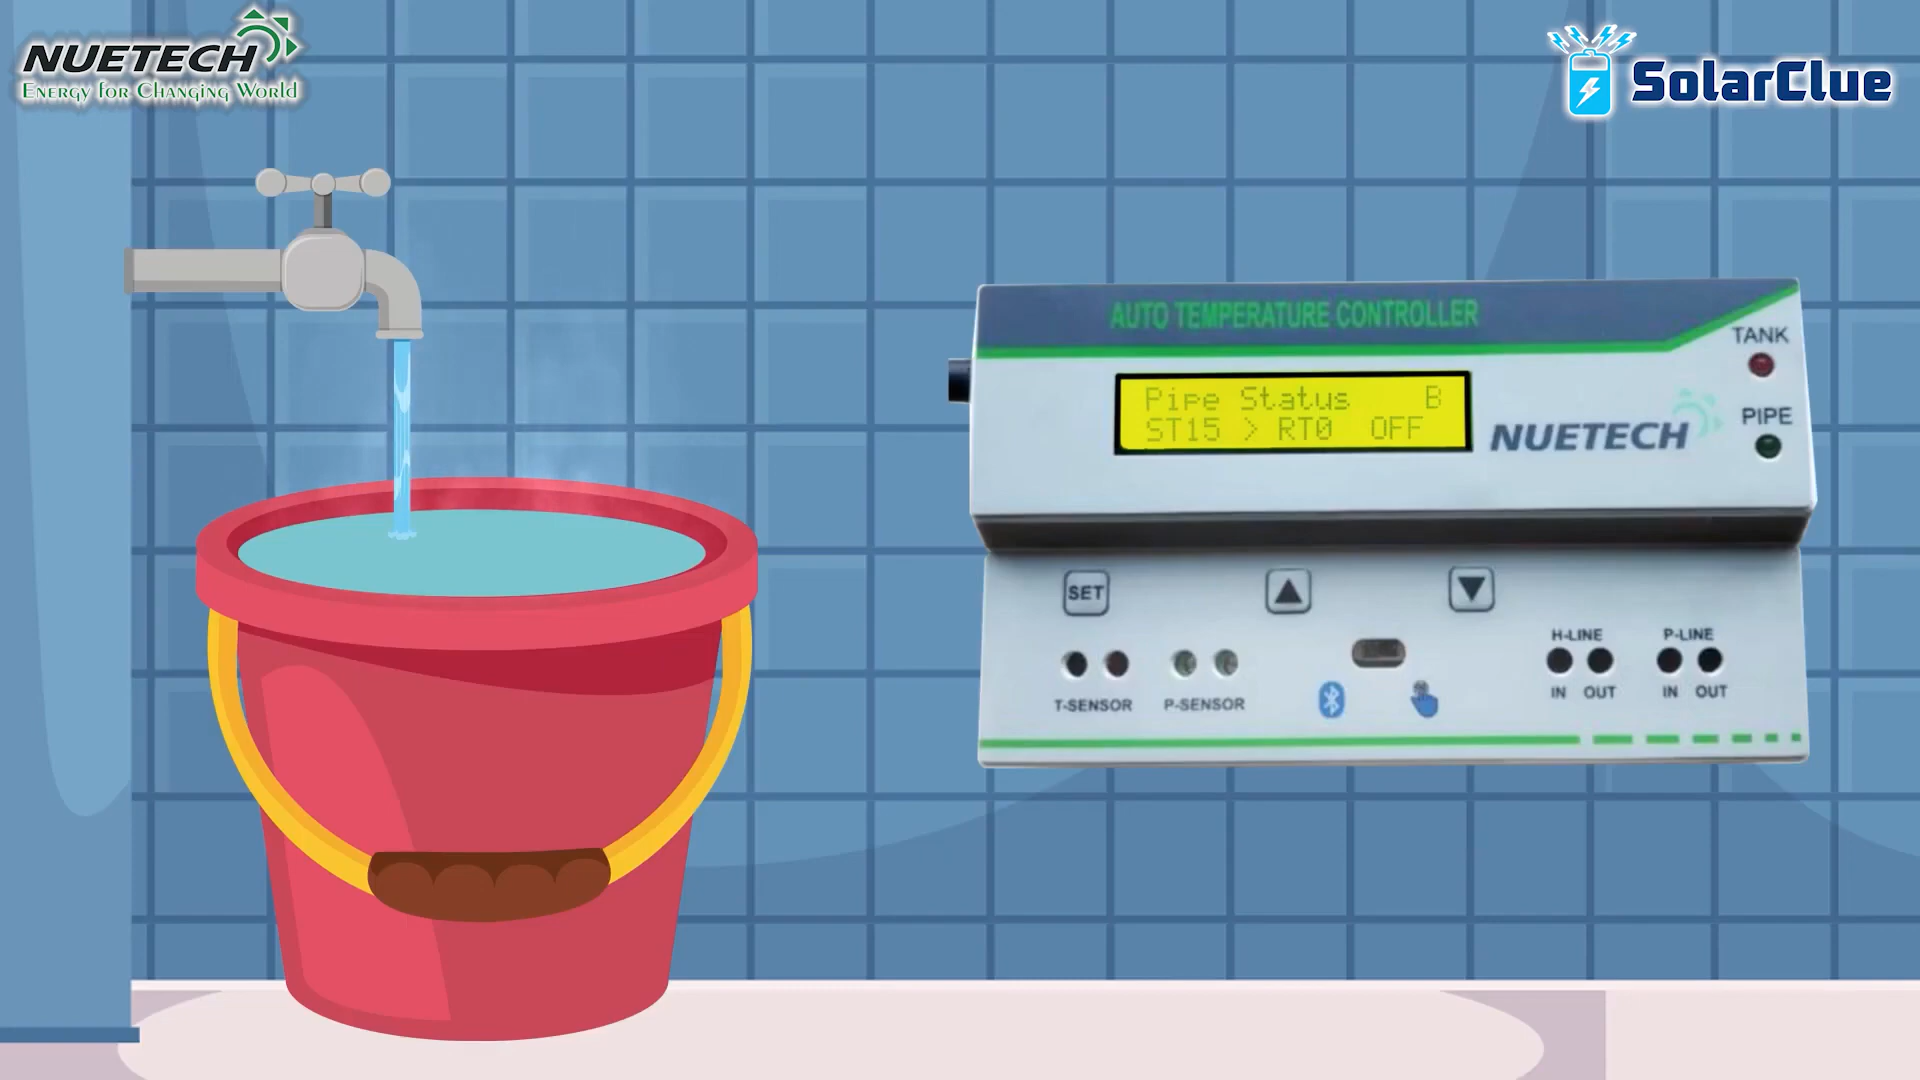 NUETECH
Energy for Changing World
SolarClue
AUTO TEMPERATURE CONTROLLER
TANK
Pipe Status B
ST15 > RT0 OFF
NUETECH
PIPE
SET
H-LINE P-LINE
IN OUT IN OUT
T-SENSOR P-SENSOR